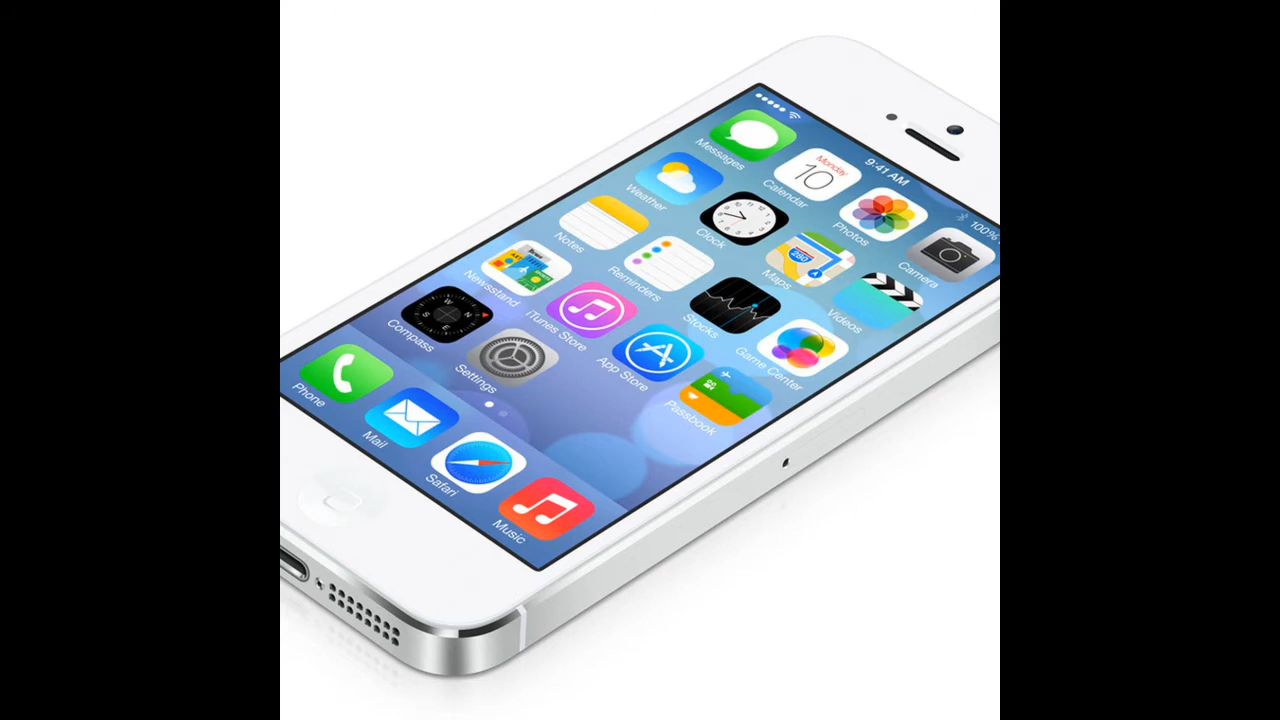 9:41 AM
100%
Messages
Monday
10
Calendar
Photos
Camera
Weather
Clock
280
Maps
Videos
Notes
Reminders
Stocks
Game Center
Newsstand
iTunes Store
App Store
Passbook
N
W
S
E
Compass
Settings
Phone
Mail
Safari
Music